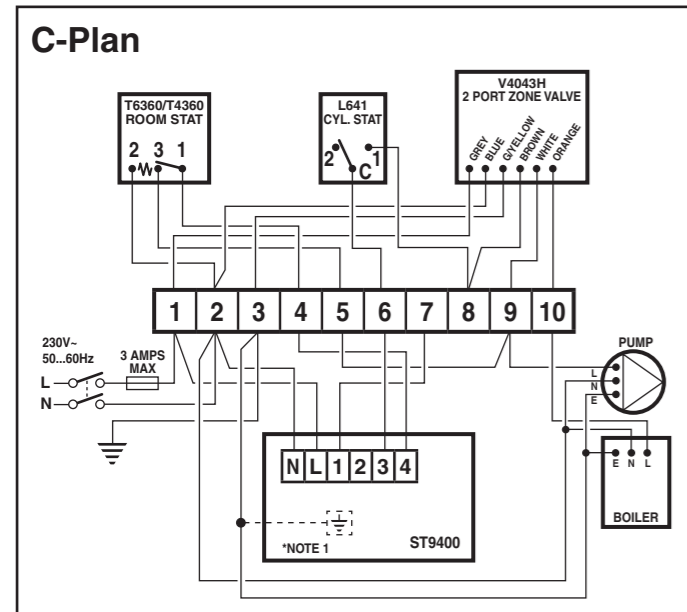 C-Plan
T6360/T4360
ROOM STAT
2 3 1
L641
CYL. STAT
2 1
C
V4043H
2 PORT ZONE VALVE
GREY
BLUE
G/YELLOW
BROWN
WHITE
ORANGE
1 2 3 4 5 6 7 8 9 10
230V~
50...60Hz
3 AMPS
MAX
L
N
PUMP
L
N
E
N L 1 2 3 4
*NOTE 1
ST9400
E N L
BOILER